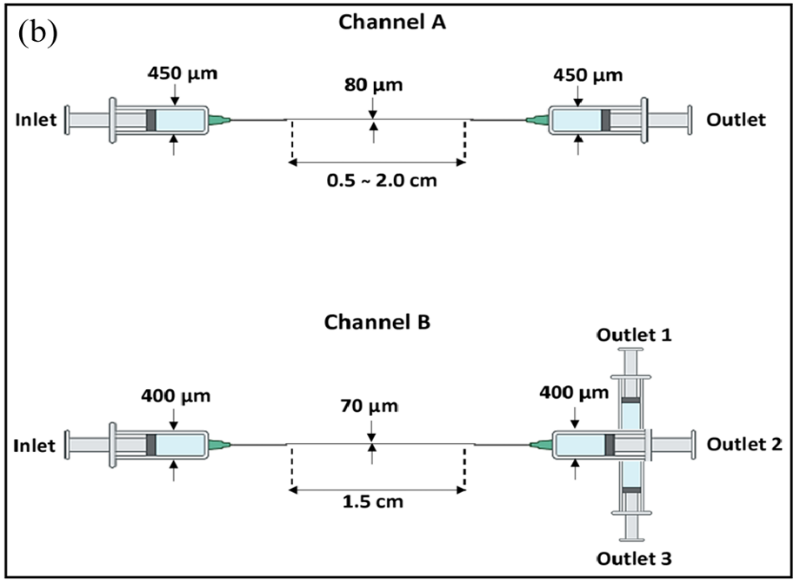 (b)
Channel A
450 µm
80 µm
450 µm
Inlet
Outlet
0.5 ~ 2.0 cm
Channel B
Outlet 1
400 µm
70 µm
400 µm
Inlet
Outlet 2
1.5 cm
Outlet 3